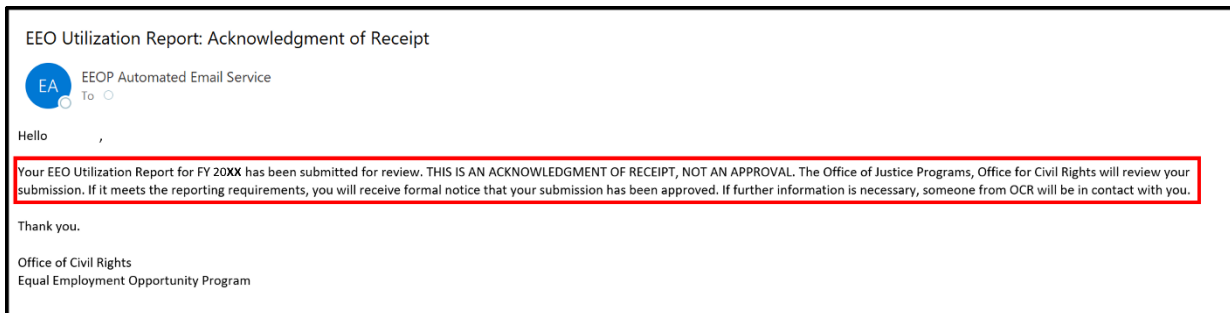 EEO Utilization Report: Acknowledgment of Receipt
EA
EEOP Automated Email Service
To
Hello ,
Your EEO Utilization Report for FY 20XX has been submitted for review. THIS IS AN ACKNOWLEDGMENT OF RECEIPT, NOT AN APPROVAL. The Office of Justice Programs, Office for Civil Rights will review your
submission. If it meets the reporting requirements, you will receive formal notice that your submission has been approved. If further information is necessary, someone from OCR will be in contact with you.
Thank you.
Office of Civil Rights
Equal Employment Opportunity Program